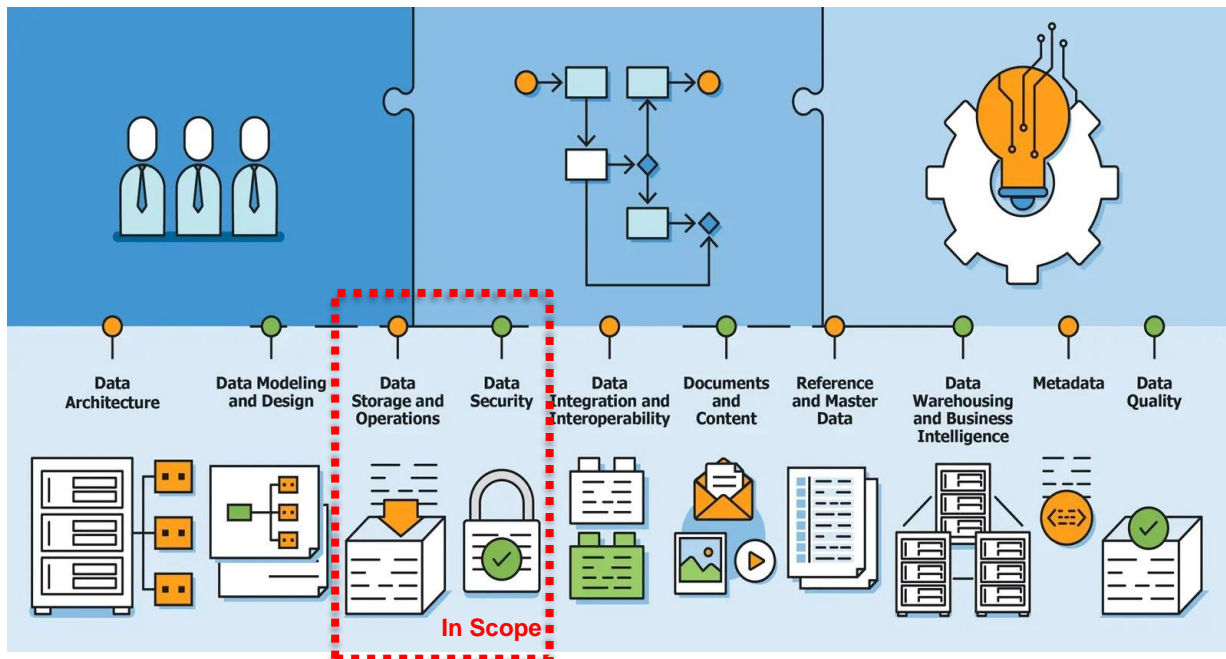 Data
Architecture
Data Modeling
and Design
Data
Storage and
Operations
Data
Security
Data
Integration and
Interoperability
Documents
and
Content
Reference
and Master
Data
Data
Warehousing
and Business
Intelligence
Metadata
Data
Quality
In Scope